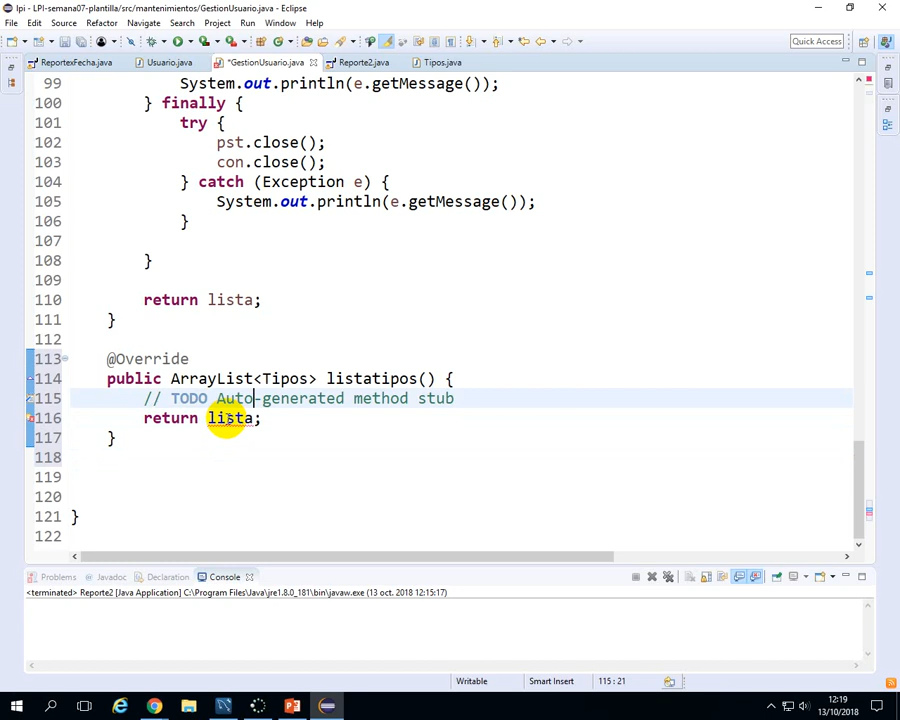 lpi - LPI-semana07-plantilla/src/mantenimientos/GestionUsuario.java - Eclipse
File Edit Source Refactor Navigate Search Project Run Window Help
Quick Access
ReportexFecha.java Usuario.java *GestionUsuario.java Reporte2.java Tipos.java
99 System.out.println(e.getMessage());
100 } finally {
101 try {
102 pst.close();
103 con.close();
104 } catch (Exception e) {
105 System.out.println(e.getMessage());
106 }
107
108 }
109
110 return lista;
111 }
112
113 @Override
114 public ArrayList<Tipos> listatipos() {
115 // TODO Auto-generated method stub
116 return lista;
117 }
118
119
120
121 }
122
Problems Javadoc Declaration Console
<terminated> Reporte2 [Java Application] C:\Program Files\Java\jre1.8.0_181\bin\javaw.exe (13 oct. 2018 12:15:17)
Writable Smart Insert 115 : 21
12:19
13/10/2018